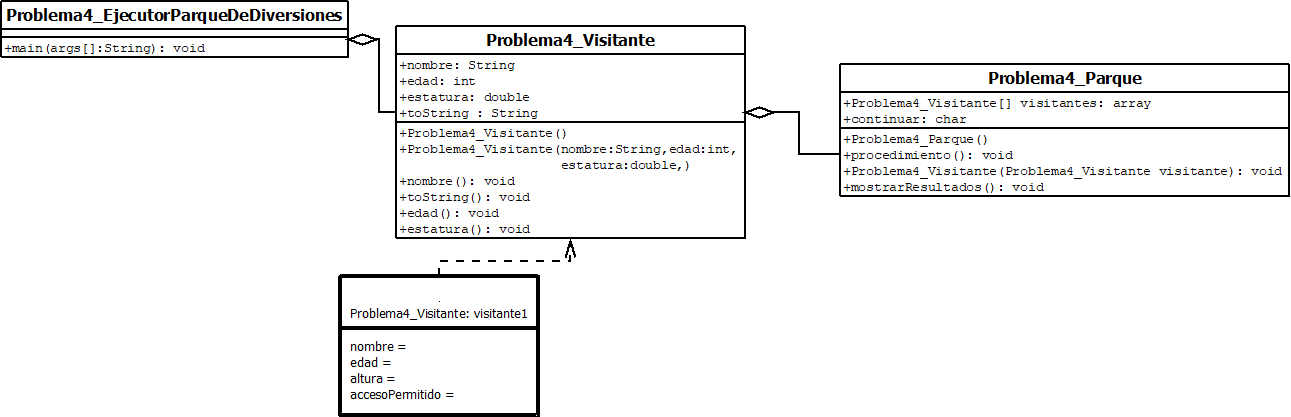 Problema4_EjecutorParqueDeDiversiones
+main(args[]:String): void
Problema4_Visitante
+nombre: String
+edad: int
+estatura: double
+toString : String
+Problema4_Visitante()
+Problema4_Visitante(nombre:String,edad:int,
estatura:double,)
+nombre(): void
+toString(): void
+edad(): void
+estatura(): void
Problema4_Parque
+Problema4_Visitante[] visitantes: array
+continuar: char
+Problema4_Parque()
+procedimiento(): void
+Problema4_Visitante(Problema4_Visitante visitante): void
+mostrarResultados(): void
.
Problema4_Visitante: visitante1
nombre =
edad =
altura =
accesoPermitido =